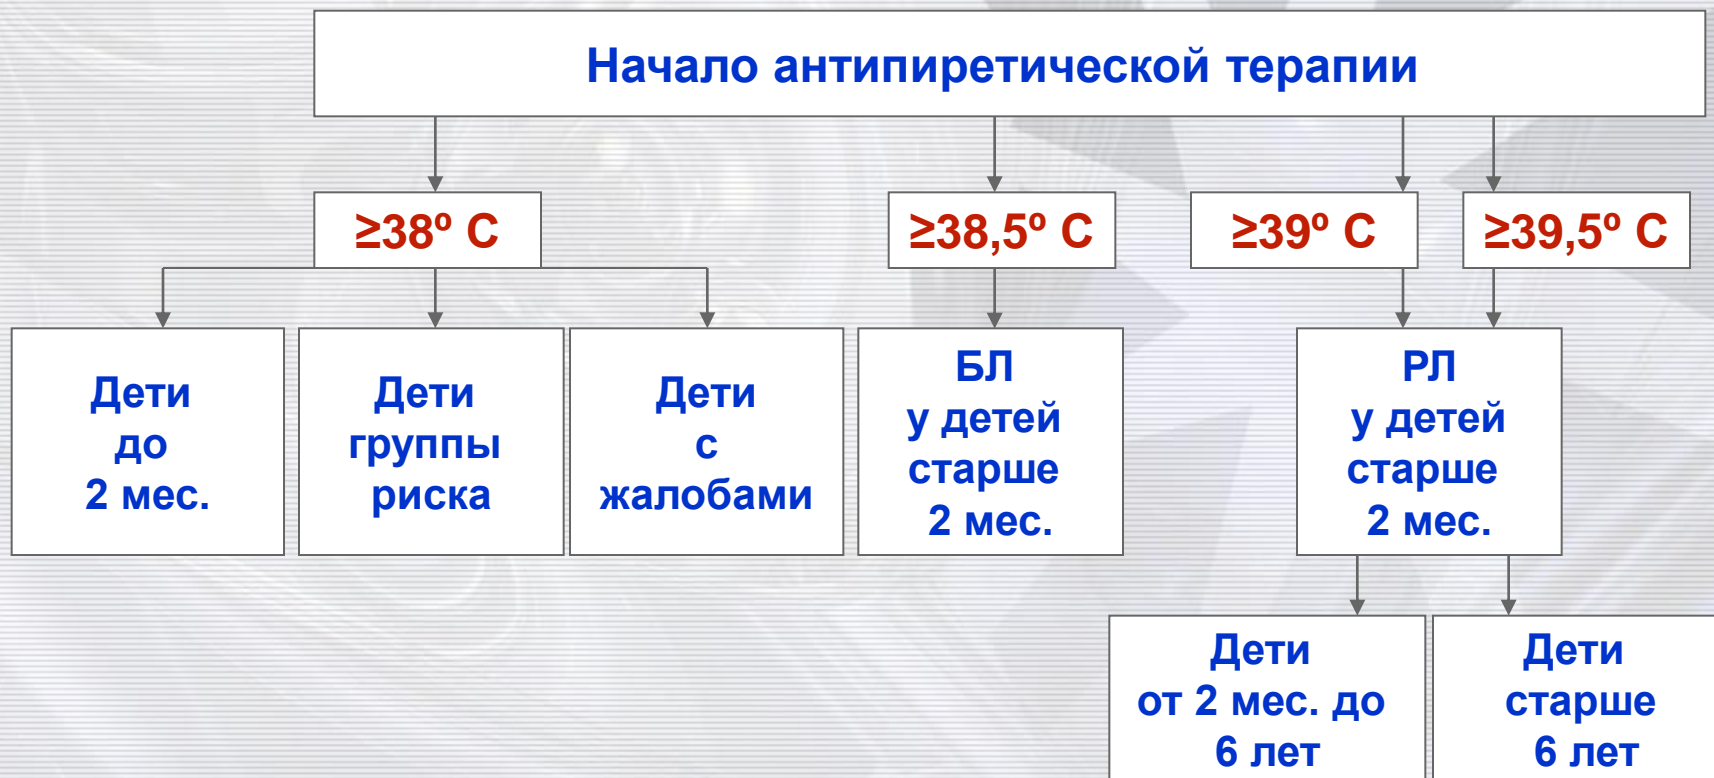 Начало антипиретической терапии
≥38º С
≥38,5º С
≥39º С
≥39,5º С
Дети
до
2 мес.
Дети
группы
риска
Дети
с
жалобами
БЛ
у детей
старше
2 мес.
РЛ
у детей
старше
2 мес.
Дети
от 2 мес. до
6 лет
Дети
старше
6 лет